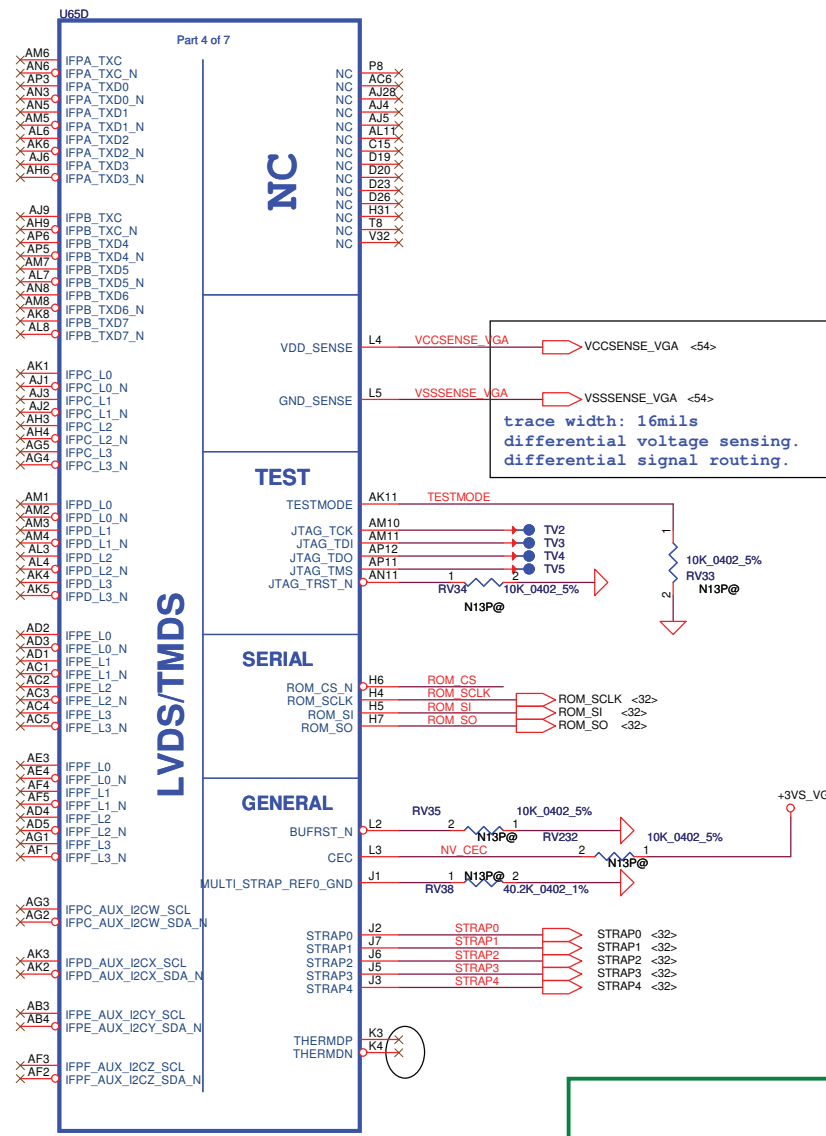 U65D
Part 4 of 7
AM6 IFPA_TXC
AN6 IFPA_TXC_N
AP3 IFPA_TXD0
AN3 IFPA_TXD0_N
AN5 IFPA_TXD1
AM5 IFPA_TXD1_N
AL6 IFPA_TXD2
AK6 IFPA_TXD2_N
AJ6 IFPA_TXD3
AH6 IFPA_TXD3_N
AJ9 IFPB_TXC
AH9 IFPB_TXC_N
AP6 IFPB_TXD4
AP5 IFPB_TXD4_N
AM7 IFPB_TXD5
AL7 IFPB_TXD5_N
AN8 IFPB_TXD6
AM8 IFPB_TXD6_N
AK8 IFPB_TXD7
AL8 IFPB_TXD7_N
AK1 IFPC_L0
AJ1 IFPC_L0_N
AJ3 IFPC_L1
AJ2 IFPC_L1_N
AH3 IFPC_L2
AH4 IFPC_L2_N
AG5 IFPC_L3
AG4 IFPC_L3_N
AM1 IFPD_L0
AM2 IFPD_L0_N
AM3 IFPD_L1
AM4 IFPD_L1_N
AL3 IFPD_L2
AL4 IFPD_L2_N
AK4 IFPD_L3
AK5 IFPD_L3_N
AD2 IFPE_L0
AD3 IFPE_L0_N
AD1 IFPE_L1
AC1 IFPE_L1_N
AC2 IFPE_L2
AC3 IFPE_L2_N
AC4 IFPE_L3
AC5 IFPE_L3_N
AE3 IFPF_L0
AE4 IFPF_L0_N
AF4 IFPF_L1
AF5 IFPF_L1_N
AD4 IFPF_L2
AD5 IFPF_L2_N
AG1 IFPF_L3
AF1 IFPF_L3_N
AG3 IFPC_AUX_I2CW_SCL
AG2 IFPC_AUX_I2CW_SDA_N
AK3 IFPD_AUX_I2CX_SCL
AK2 IFPD_AUX_I2CX_SDA_N
AB3 IFPE_AUX_I2CY_SCL
AB4 IFPE_AUX_I2CY_SDA_N
AF3 IFPF_AUX_I2CZ_SCL
AF2 IFPF_AUX_I2CZ_SDA_N
LVDS/TMDS
NC
NC P8
NC AC6
NC AJ28
NC AJ4
NC AJ5
NC AL11
NC C15
NC D19
NC D20
NC D23
NC D26
NC H31
NC T8
NC V32
VDD_SENSE L4 VCCSENSE_VGA VCCSENSE_VGA <54>
GND_SENSE L5 VSSSENSE_VGA VSSSENSE_VGA <54>
trace width: 16mils
differential voltage sensing.
differential signal routing.
TEST
TESTMODE AK11 TESTMODE
JTAG_TCK AM10 TV2
JTAG_TDI AM11 TV3
JTAG_TDO AP12 TV4
JTAG_TMS AP11 TV5
JTAG_TRST_N AN11 1 2
RV34 10K_0402_5%
N13P@
1
10K_0402_5%
RV33
2 N13P@
SERIAL
ROM_CS_N H6 ROM_CS
ROM_SCLK H4 ROM_SCLK ROM_SCLK <32>
ROM_SI H5 ROM_SI ROM_SI <32>
ROM_SO H7 ROM_SO ROM_SO <32>
GENERAL
+3VS_VG
RV35 10K_0402_5%
BUFRST_N L2 2 1
N13P@ RV232 10K_0402_5%
CEC L3 NV_CEC 2 1
N13P@
MULTI_STRAP_REF0_GND J1 1 N13P@ 2
RV38 40.2K_0402_1%
STRAP0 J2 STRAP0 STRAP0 <32>
STRAP1 J7 STRAP1 STRAP1 <32>
STRAP2 J6 STRAP2 STRAP2 <32>
STRAP3 J5 STRAP3 STRAP3 <32>
STRAP4 J3 STRAP4 STRAP4 <32>
THERMDP K3
THERMDN K4